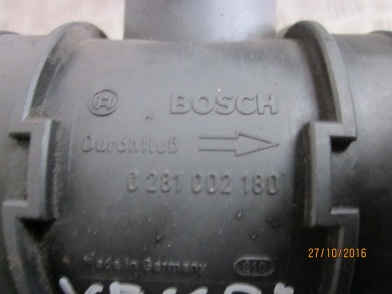 BOSCH
Durchfluß
0 281 002 180
Made in Germany
27/10/2016